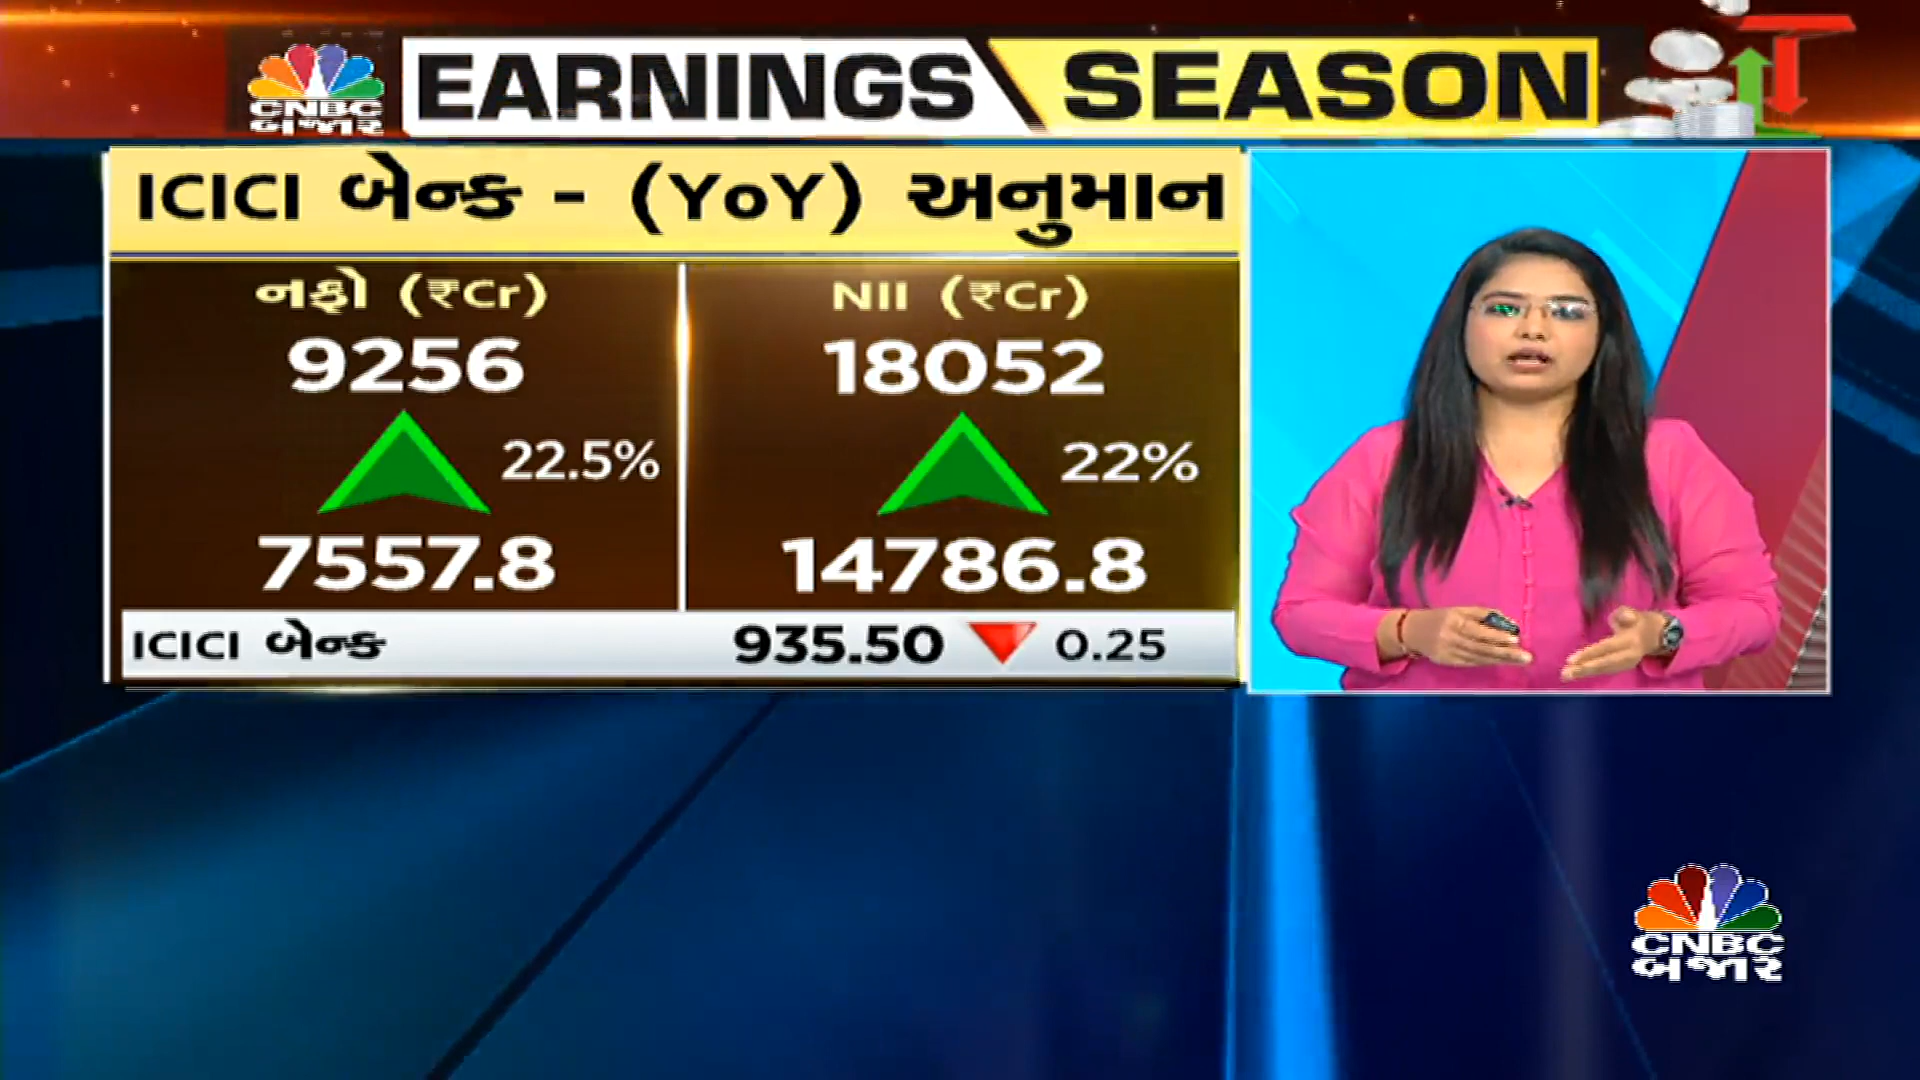 CNBC
બજાર
EARNINGS SEASON
ICICI બેન્ક - (YoY) અનુમાન
નફો (₹Cr)
9256
22.5%
7557.8
NII (₹Cr)
18052
22%
14786.8
ICICI બેન્ક 935.50 0.25
CNBC
બજાર